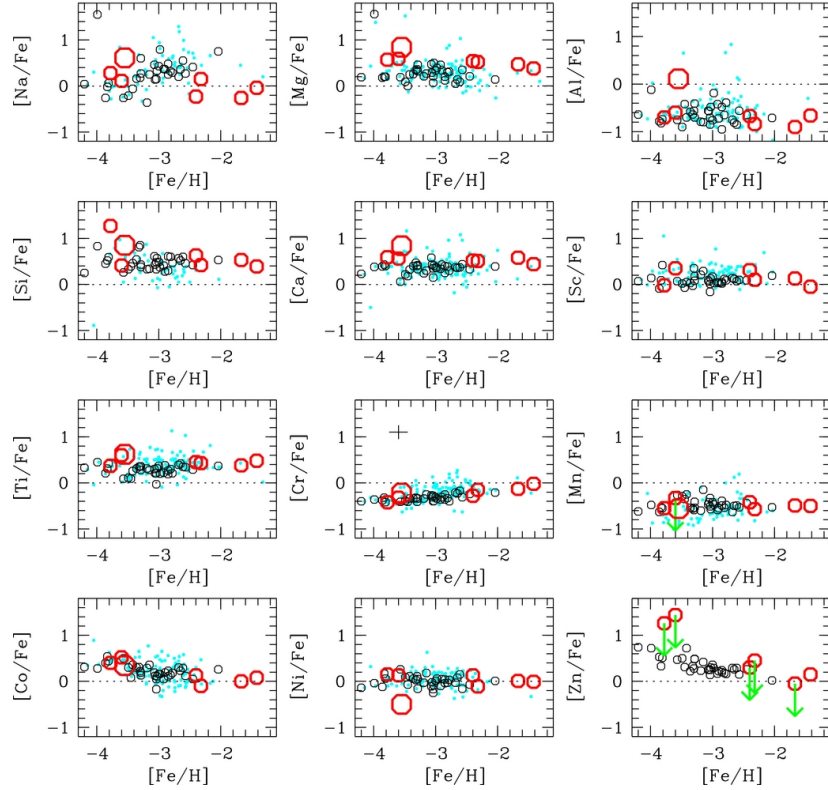 [Na/Fe] 1 0 −1 −4 −3 −2 [Fe/H]
[Mg/Fe] 1 0 −1 −4 −3 −2 [Fe/H]
[Al/Fe] 1 0 −1 −4 −3 −2 [Fe/H]
[Si/Fe] 1 0 −1 −4 −3 −2 [Fe/H]
[Ca/Fe] 1 0 −1 −4 −3 −2 [Fe/H]
[Sc/Fe] 1 0 −1 −4 −3 −2 [Fe/H]
[Ti/Fe] 1 0 −1 −4 −3 −2 [Fe/H]
[Cr/Fe] 1 0 −1 −4 −3 −2 [Fe/H]
[Mn/Fe] 1 0 −1 −4 −3 −2 [Fe/H]
[Co/Fe] 1 0 −1 −4 −3 −2 [Fe/H]
[Ni/Fe] 1 0 −1 −4 −3 −2 [Fe/H]
[Zn/Fe] 1 0 −1 −4 −3 −2 [Fe/H]